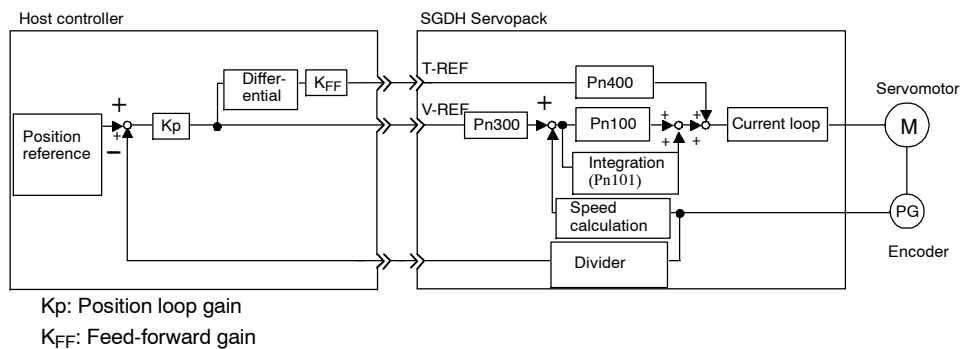 Host controller
SGDH Servopack
T-REF
Differ-
ential
KFF
Pn400
Servomotor
+
V-REF
+
Position
reference
+
−
Kp
Pn300
Pn100
+
+
+
+
Current loop
M
Integration
(Pn101)
Speed
calculation
PG
Divider
Encoder
Kp: Position loop gain
KFF: Feed-forward gain